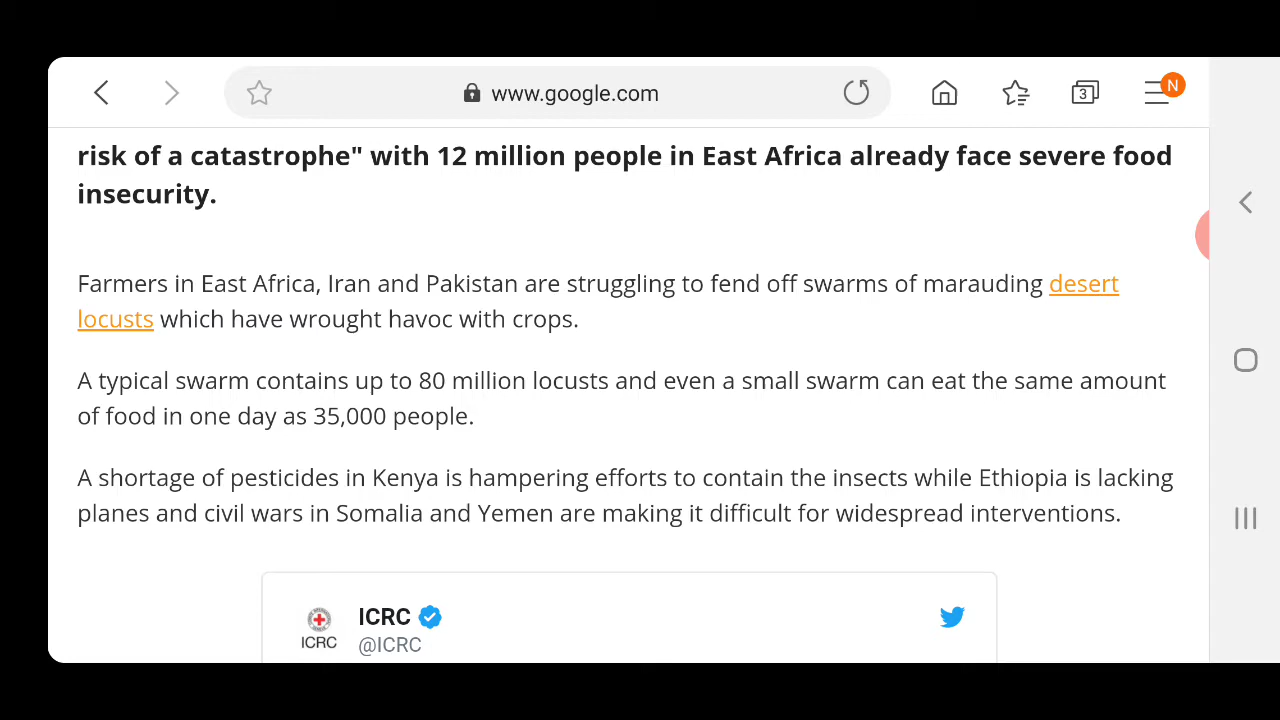 www.google.com
3
N
risk of a catastrophe" with 12 million people in East Africa already face severe food
insecurity.
Farmers in East Africa, Iran and Pakistan are struggling to fend off swarms of marauding desert
locusts which have wrought havoc with crops.
A typical swarm contains up to 80 million locusts and even a small swarm can eat the same amount
of food in one day as 35,000 people.
A shortage of pesticides in Kenya is hampering efforts to contain the insects while Ethiopia is lacking
planes and civil wars in Somalia and Yemen are making it difficult for widespread interventions.
ICRC
ICRC
@ICRC